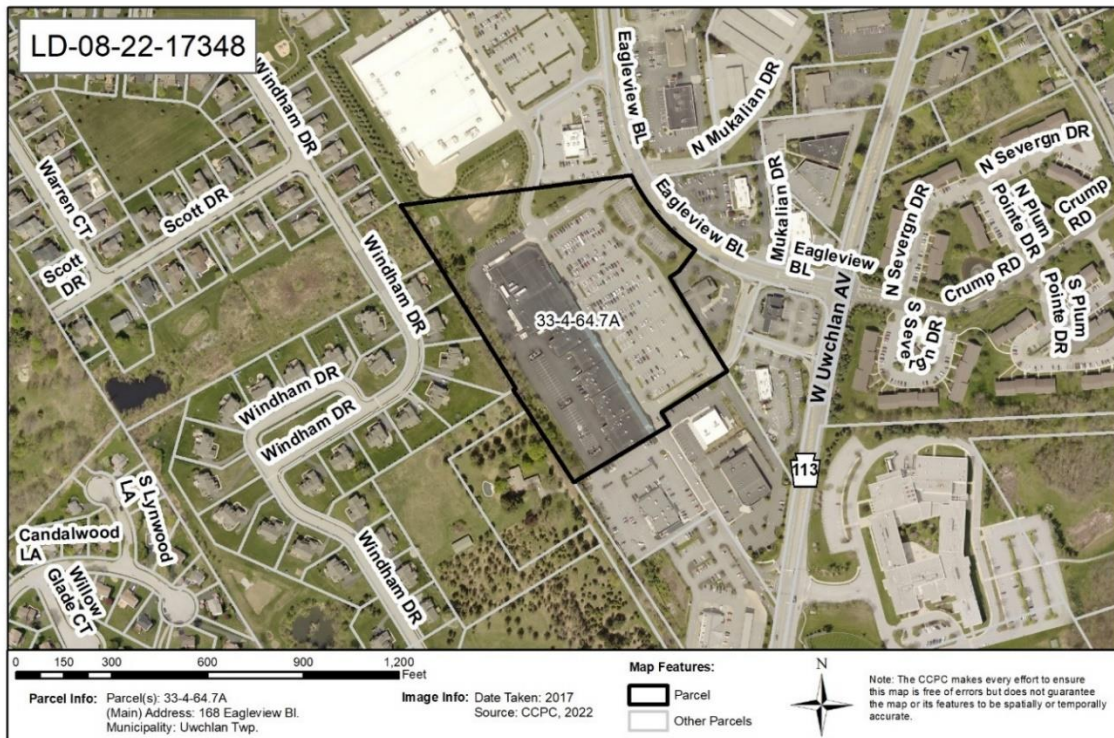 LD-08-22-17348
Windham DR
Warren CT
Scott DR
Scott DR
Windham DR
Windham DR
Windham DR
Windham DR
S Lynwood LA
Candalwood LA
Willow Glade CT
Eagleview BL
N Mukalian DR
Eagleview BL
Mukalian DR
Eagleview BL
W Uwchlan AV
113
N Severgn DR
N Severgn DR
N Plum Pointe DR
Crump RD
Crump RD
S Severgn DR
S Plum Pointe DR
33-4-64.7A
0 150 300 600 900 1,200
Feet
Parcel Info: Parcel(s): 33-4-64.7A
(Main) Address: 168 Eagleview Bl.
Municipality: Uwchlan Twp.
Image Info: Date Taken: 2017
Source: CCPC, 2022
Map Features:
Parcel
Other Parcels
N
Note: The CCPC makes every effort to ensure
this map is free of errors but does not guarantee
the map or its features to be spatially or temporally
accurate.